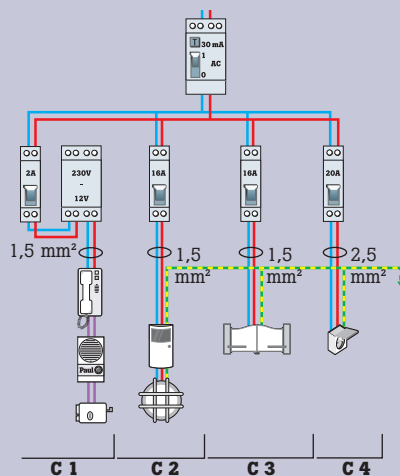 T 30 mA
1
AC
0
2A
230V
~
12V
16A
16A
20A
1,5 mm²
1,5
mm²
1,5
mm²
2,5
mm²
Paul
C 1
C 2
C 3
C 4